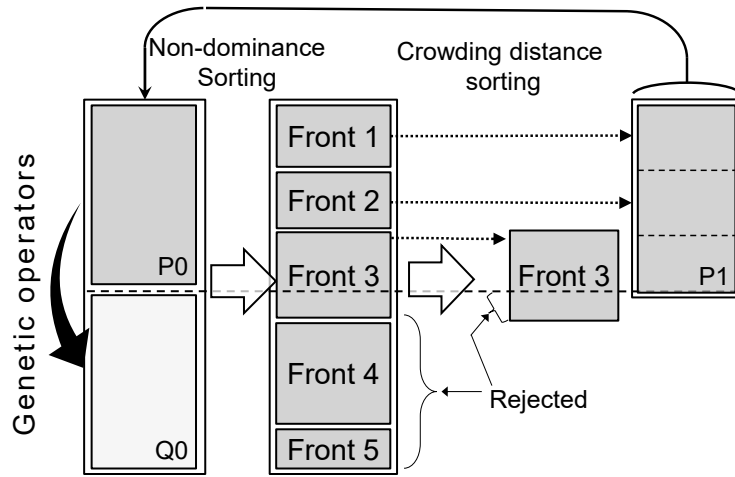 Non-dominance
Sorting
Crowding distance
sorting
Genetic operators
P0
Q0
Front 1
Front 2
Front 3
Front 4
Front 5
Front 3
P1
Rejected